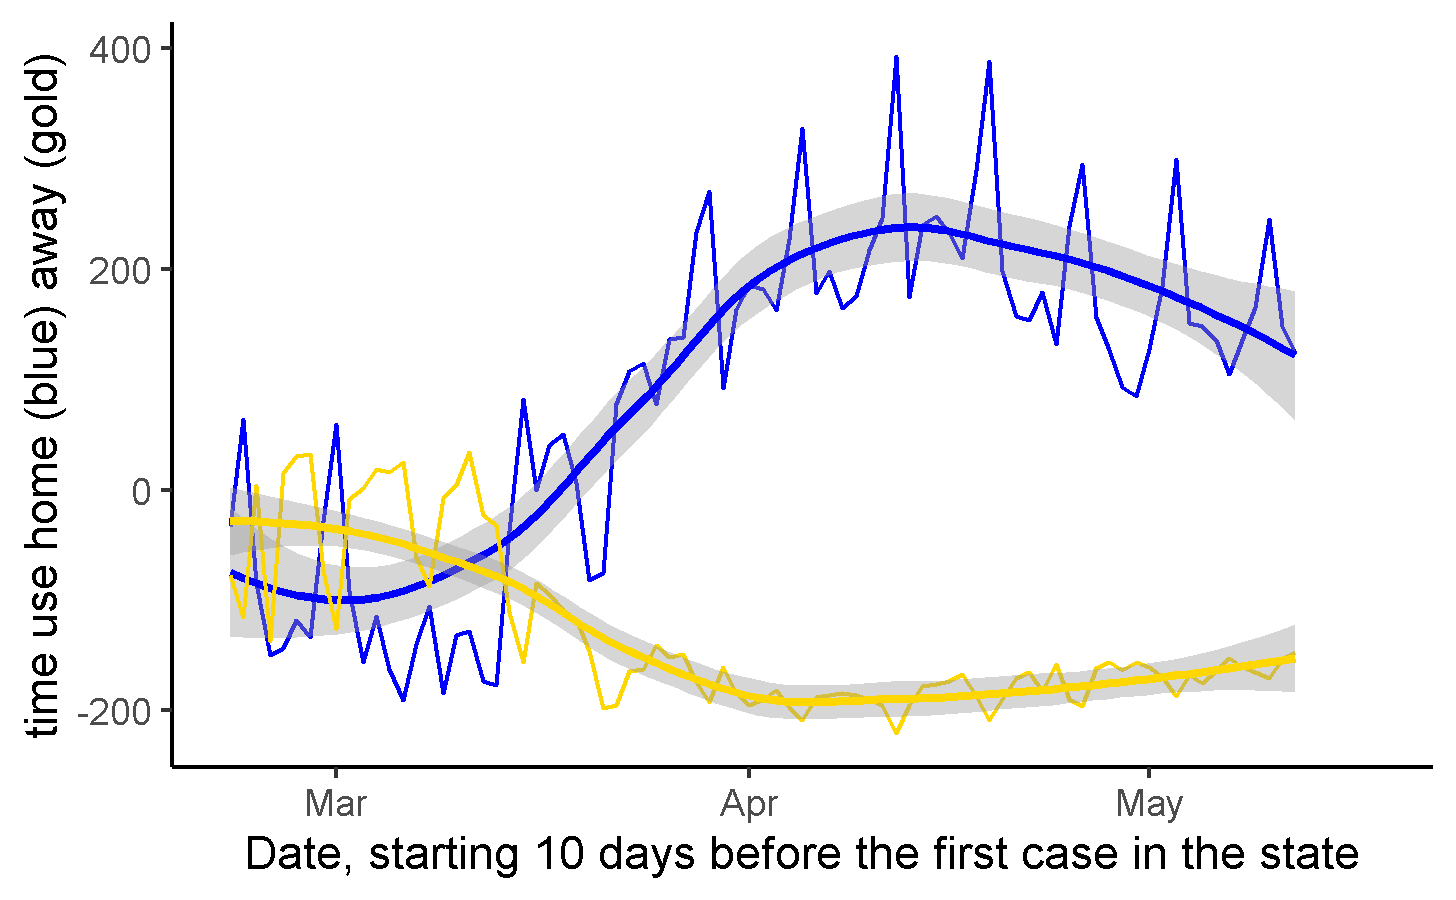 time use home (blue) away (gold)
400
200
0
-200
Mar
Apr
May
Date, starting 10 days before the first case in the state